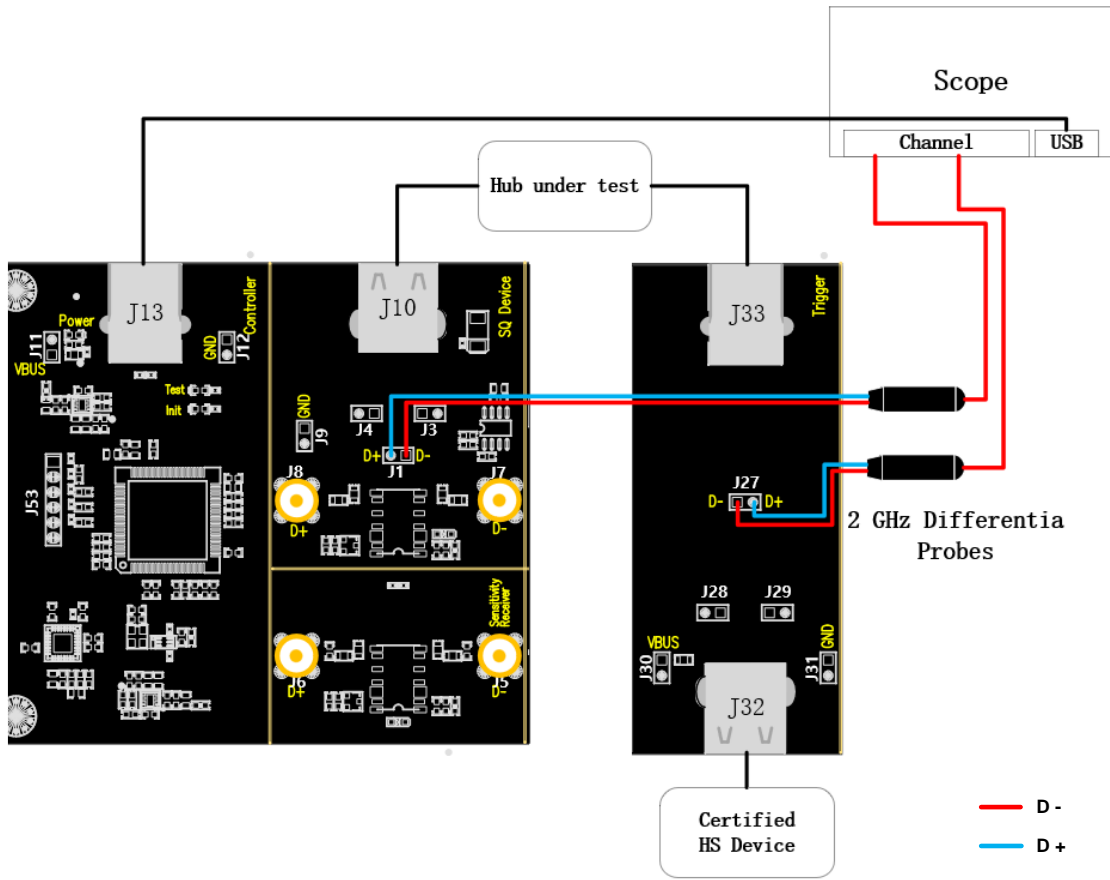 Scope
Channel
USB
Hub under test
J13
J10
J33
Controller
SQ Device
Trigger
Power
J11
VBUS
GND
J12
Test
Init
GND
J9
J4
J3
D+
D-
J1
J8
J7
D+
D-
J53
J27
D-
D+
2 GHz Differentia
Probes
Sensitivity
Receiver
J6
J5
D+
D-
J28
J29
VBUS
J30
GND
J31
J32
Certified
HS Device
D -
D +